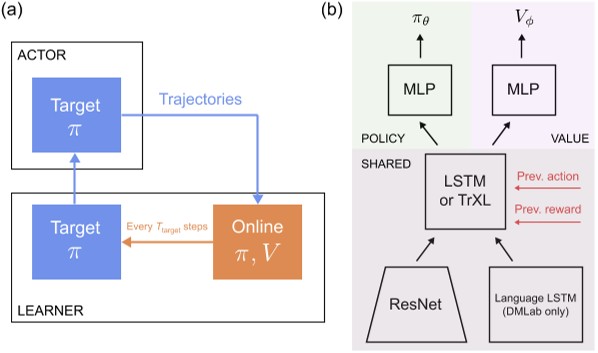 (a)
ACTOR
Target
π
Trajectories
Target
π
Every T_target steps
Online
π, V
LEARNER
(b)
π_θ
V_ϕ
MLP
MLP
POLICY
VALUE
SHARED
LSTM
or TrXL
Prev. action
Prev. reward
ResNet
Language LSTM
(DMLab only)